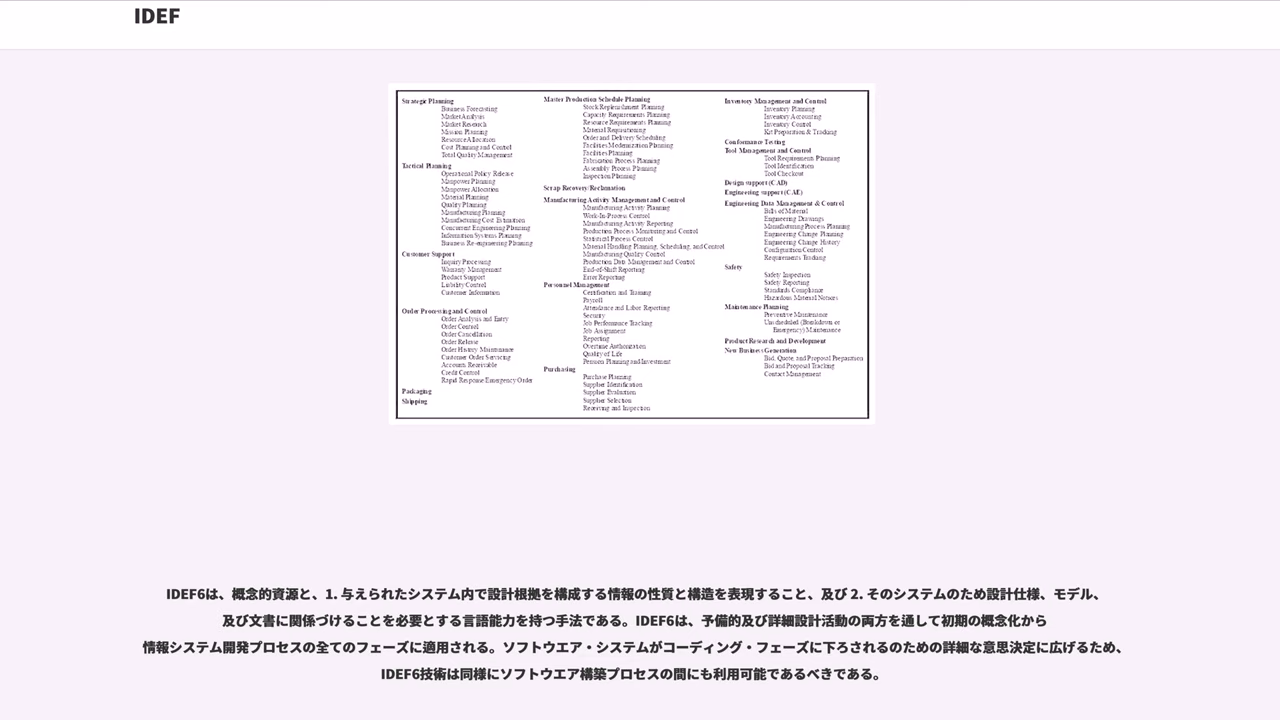 IDEF
Strategic Planning
Business Forecasting
Market Analysis
Market Research
Mission Planning
Resource Allocation
Cost Planning and Control
Total Quality Management
Tactical Planning
Operational Policy Release
Manpower Planning
Manpower Allocation
Material Planning
Quality Planning
Manufacturing Planning
Manufacturing Cost Estimation
Concurrent Engineering Planning
Information Systems Planning
Business Re-engineering Planning
Customer Support
Inquiry Processing
Warranty Management
Product Support
Liability Control
Customer Information
Order Processing and Control
Order Analysis and Entry
Order Control
Order Cancellation
Order Release
Order History Maintenance
Customer Order Servicing
Accounts Receivable
Credit Control
Rapid Response Emergency Order
Packaging
Shipping
Master Production Schedule Planning
Stock Replenishment Planning
Capacity Requirements Planning
Resource Requirements Planning
Material Requisitioning
Order and Delivery Scheduling
Facilities Modernization Planning
Facilities Planning
Fabrication Process Planning
Assembly Process Planning
Inspection Planning
Scrap Recovery/Reclamation
Manufacturing Activity Management and Control
Manufacturing Activity Planning
Work-In-Process Control
Manufacturing Activity Reporting
Production Process Monitoring and Control
Statistical Process Control
Material Handling Planning, Scheduling, and Control
Manufacturing Quality Control
Production Data Management and Control
End-of-Shift Reporting
Error Reporting
Personnel Management
Certification and Training
Payroll
Attendance and Labor Reporting
Security
Job Performance Tracking
Job Assignment
Reporting
Overtime Authorization
Quality of Life
Pension Planning and Investment
Purchasing
Purchase Planning
Supplier Identification
Supplier Evaluation
Supplier Selection
Receiving and Inspection
Inventory Management and Control
Inventory Planning
Inventory Accounting
Inventory Control
Kit Preparation & Tracking
Conformance Testing
Tool Management and Control
Tool Requirements Planning
Tool Identification
Tool Checkout
Design support (CAD)
Engineering support (CAE)
Engineering Data Management & Control
Bills of Material
Engineering Drawings
Manufacturing Process Planning
Engineering Change Planning
Engineering Change History
Configuration Control
Requirements Tracking
Safety
Safety Inspection
Safety Reporting
Standards Compliance
Hazardous Material Notices
Maintenance Planning
Preventive Maintenance
Unscheduled (Breakdown or
Emergency) Maintenance
Product Research and Development
New Business Generation
Bid, Quote and Proposal Preparation
Bid and Proposal Tracking
Contact Management
IDEF6は、概念的資源と、1. 与えられたシステム内で設計根拠を構成する情報の性質と構造を表現すること、及び 2. そのシステムのため設計仕様、モデル、
及び文書に関係づけることを必要とする言語能力を持つ手法である。IDEF6は、予備的及び詳細設計活動の両方を通して初期の概念化から
情報システム開発プロセスの全てのフェーズに適用される。ソフトウエア・システムがコーディング・フェーズに下ろされるのための詳細な意思決定に広げるため、
IDEF6技術は同様にソフトウエア構築プロセスの間にも利用可能であるべきである。